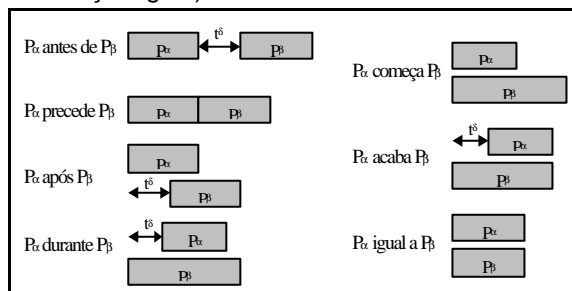 Pα antes de Pβ
Pα
tδ
Pβ
Pα precede Pβ
Pα
Pβ
Pα após Pβ
Pα
tδ
Pβ
Pα durante Pβ
tδ
Pα
Pβ
Pα começa Pβ
Pα
Pβ
Pα acaba Pβ
tδ
Pα
Pβ
Pα igual a Pβ
Pα
Pβ